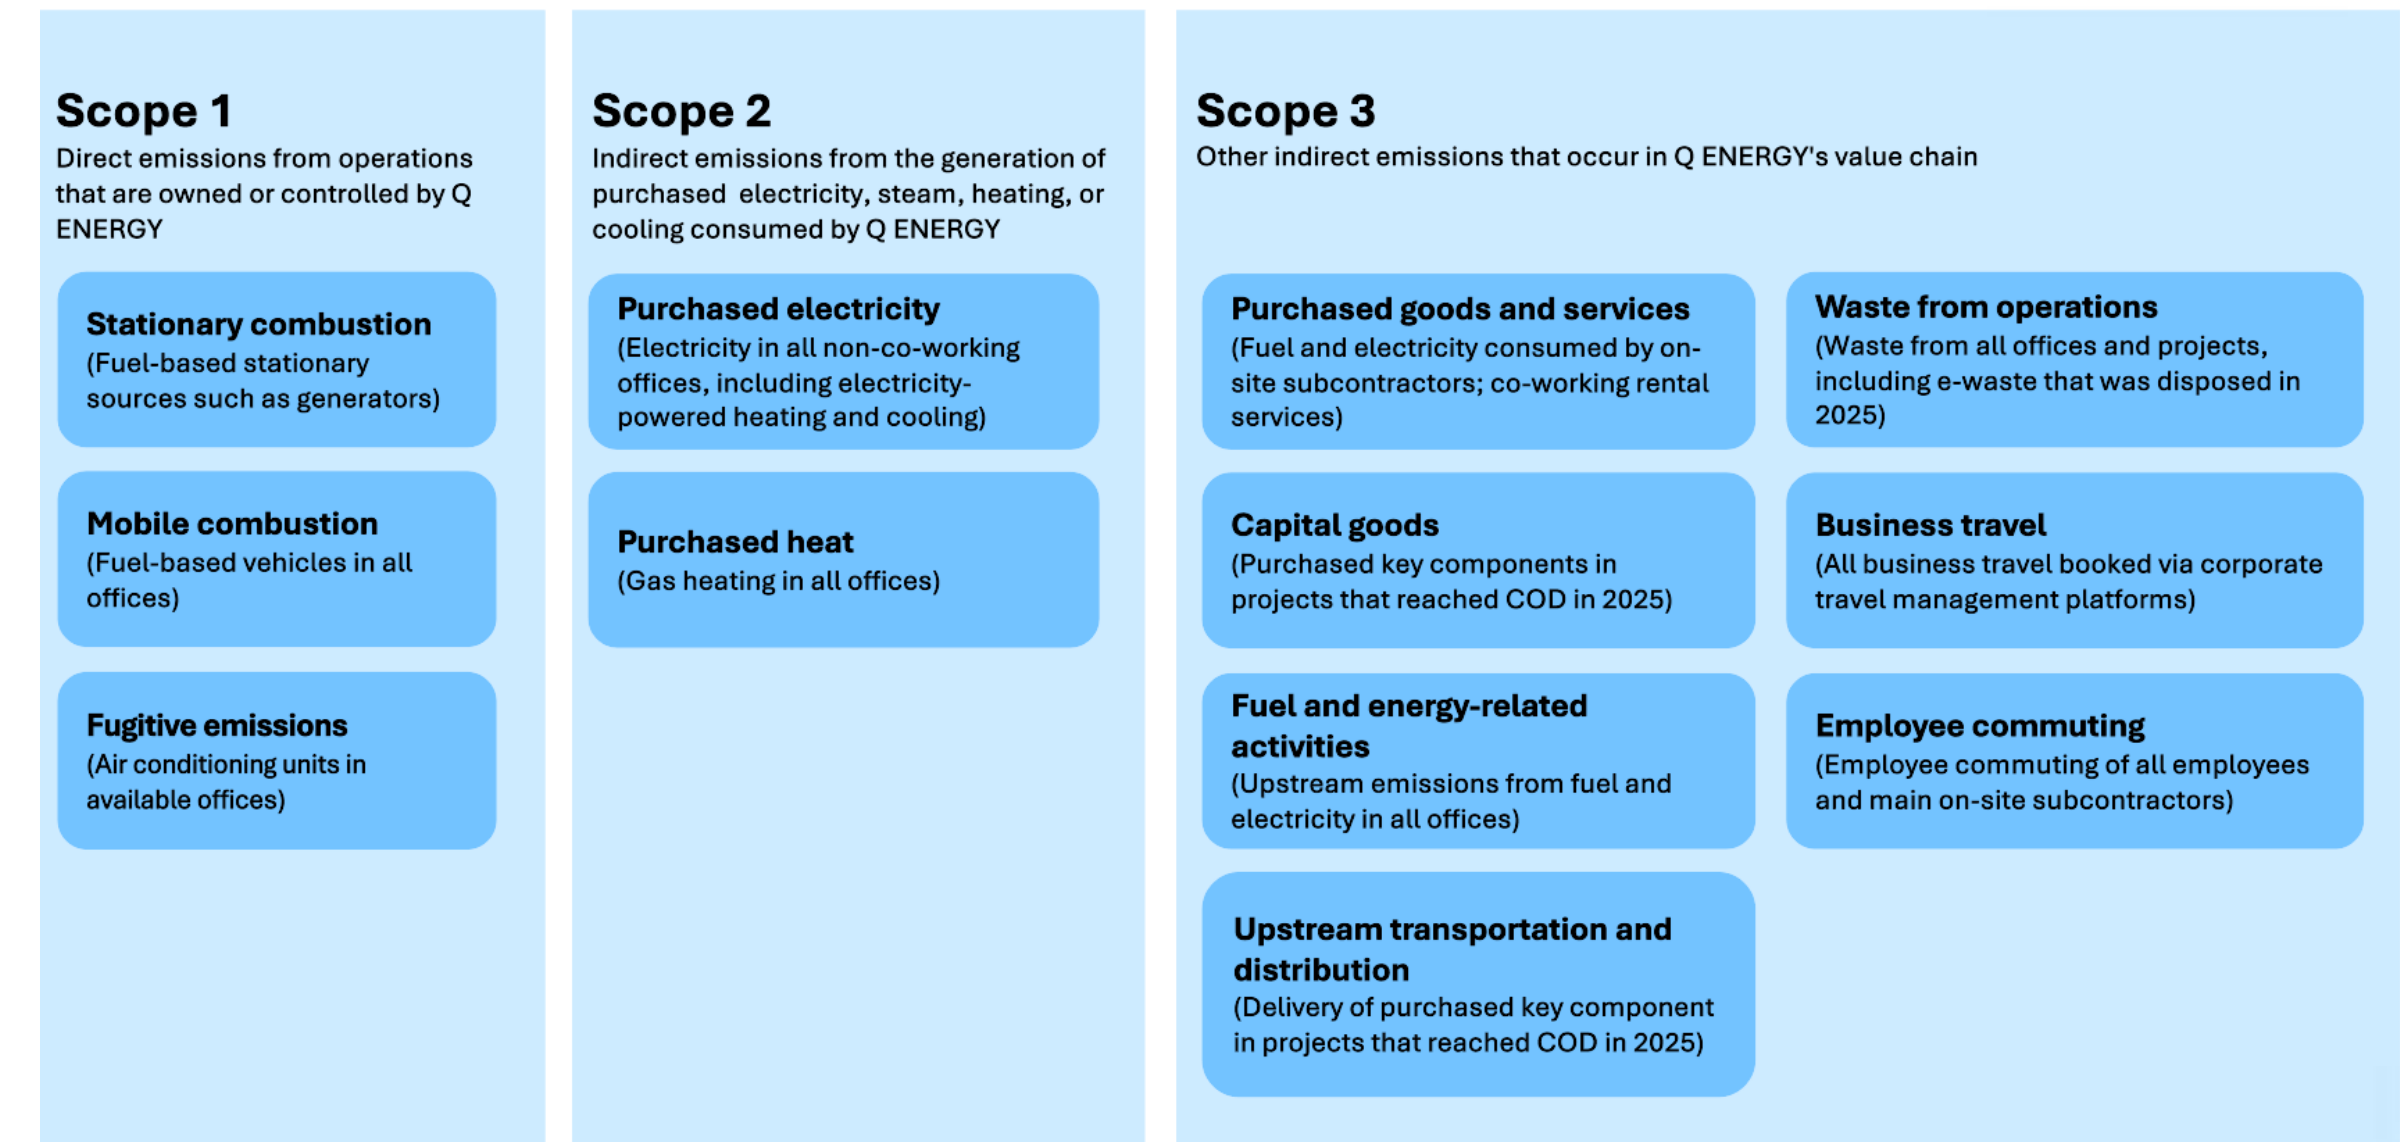 Scope 1
Direct emissions from operations
that are owned or controlled by Q
ENERGY
Stationary combustion
(Fuel-based stationary
sources such as generators)
Mobile combustion
(Fuel-based vehicles in all
offices)
Fugitive emissions
(Air conditioning units in
available offices)
Scope 2
Indirect emissions from the generation of
purchased electricity, steam, heating, or
cooling consumed by Q ENERGY
Purchased electricity
(Electricity in all non-co-working
offices, including electricity-
powered heating and cooling)
Purchased heat
(Gas heating in all offices)
Scope 3
Other indirect emissions that occur in Q ENERGY's value chain
Purchased goods and services
(Fuel and electricity consumed by on-
site subcontractors; co-working rental
services)
Capital goods
(Purchased key components in
projects that reached COD in 2025)
Fuel and energy-related
activities
(Upstream emissions from fuel and
electricity in all offices)
Upstream transportation and
distribution
(Delivery of purchased key component
in projects that reached COD in 2025)
Waste from operations
(Waste from all offices and projects,
including e-waste that was disposed in
2025)
Business travel
(All business travel booked via corporate
travel management platforms)
Employee commuting
(Employee commuting of all employees
and main on-site subcontractors)